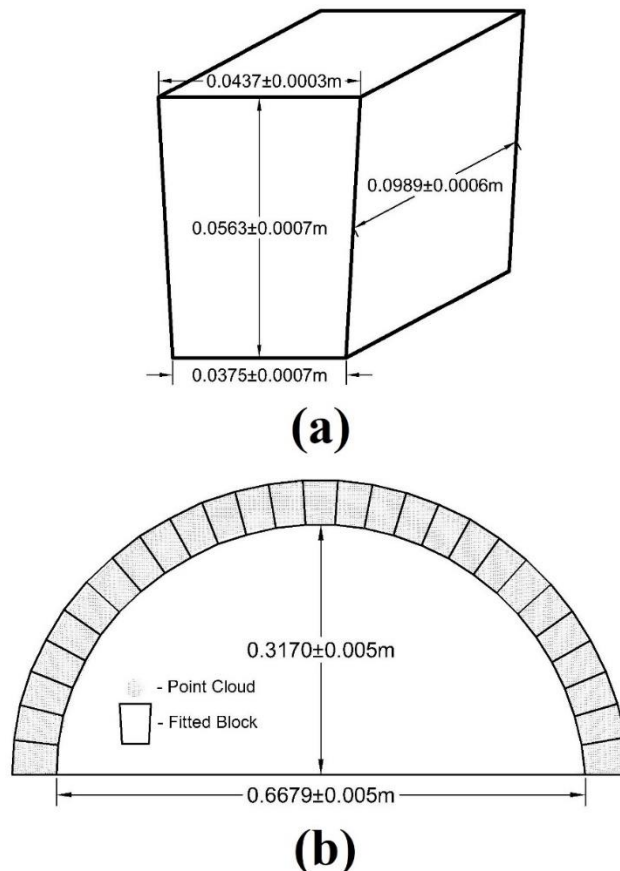 0.0437±0.0003m
0.0989±0.0006m
0.0563±0.0007m
0.0375±0.0007m
(a)
0.3170±0.005m
- Point Cloud
- Fitted Block
0.6679±0.005m
(b)